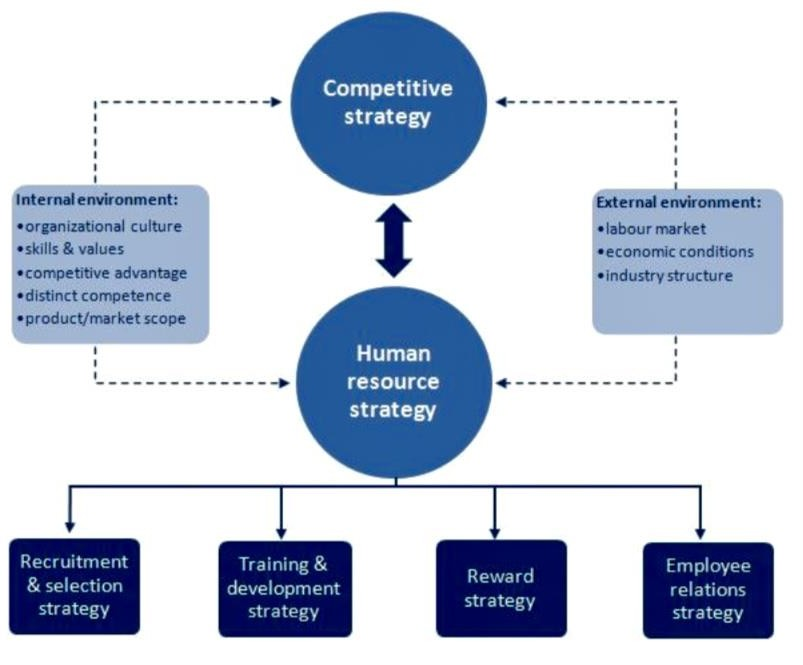 Competitive
strategy
Internal environment:
•organizational culture
•skills & values
•competitive advantage
•distinct competence
•product/market scope
External environment:
•labour market
•economic conditions
•industry structure
Human
resource
strategy
Recruitment
& selection
strategy
Training &
development
strategy
Reward
strategy
Employee
relations
strategy